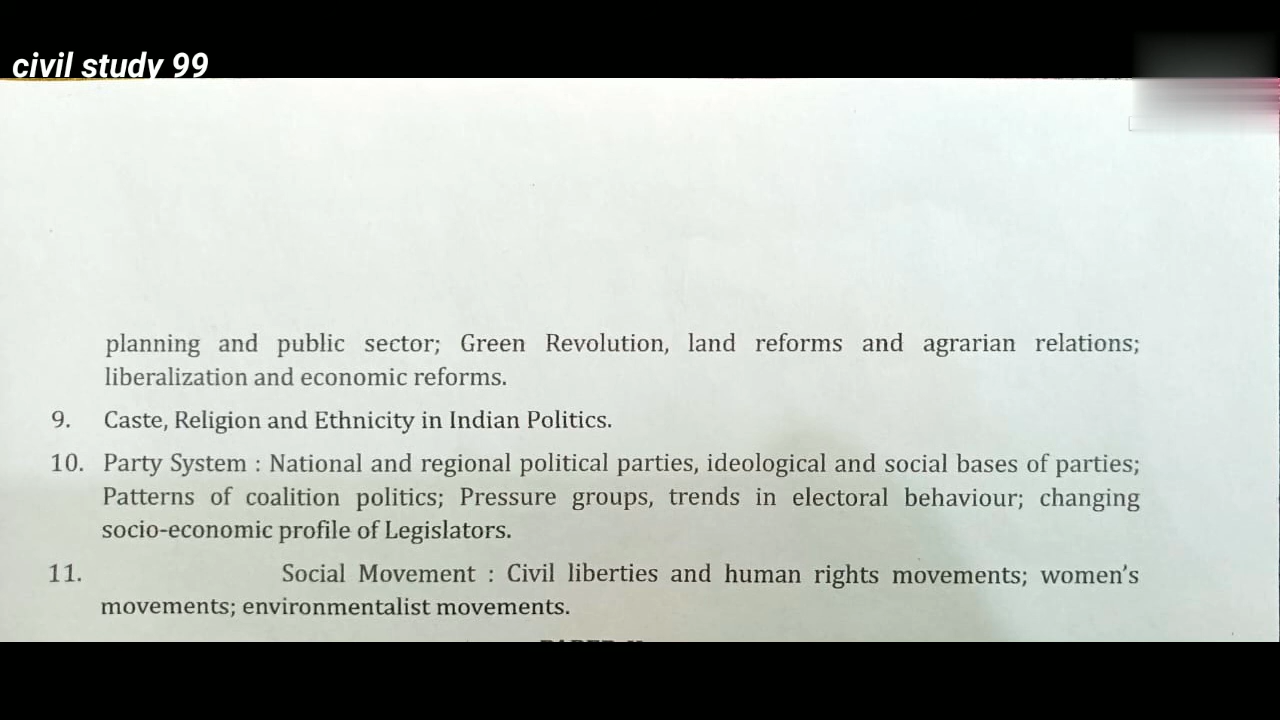 civil study 99
planning and public sector; Green Revolution, land reforms and agrarian relations;
liberalization and economic reforms.
9. Caste, Religion and Ethnicity in Indian Politics.
10. Party System : National and regional political parties, ideological and social bases of parties;
Patterns of coalition politics; Pressure groups, trends in electoral behaviour; changing
socio-economic profile of Legislators.
11. Social Movement : Civil liberties and human rights movements; women's
movements; environmentalist movements.